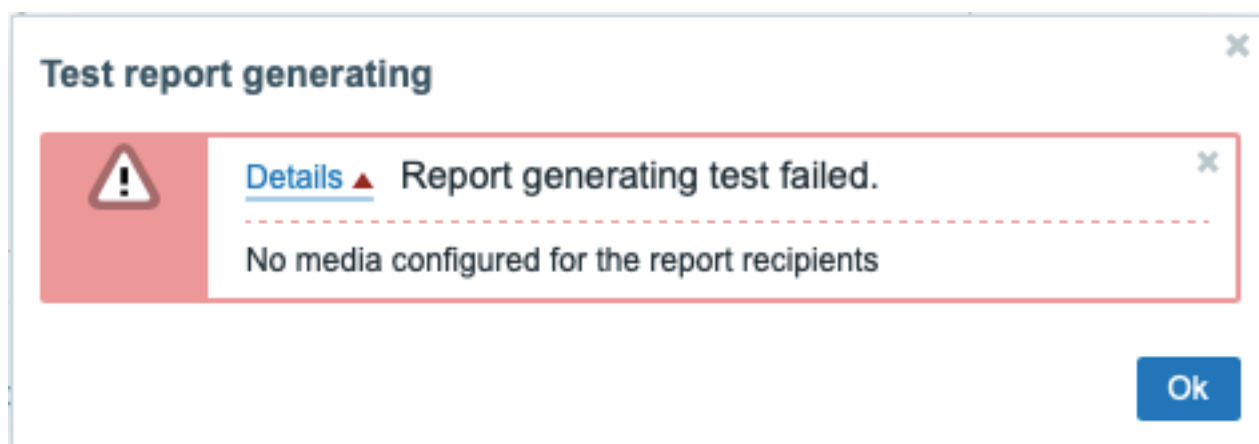 Test report generating
Details Report generating test failed.
No media configured for the report recipients
Ok